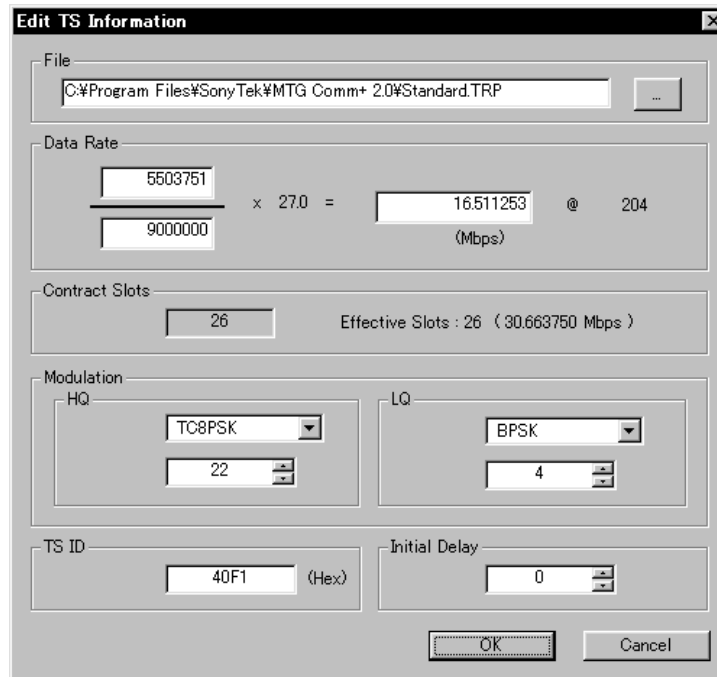 Edit TS Information
File
C:¥Program Files¥SonyTek¥MTG Comm+ 2.0¥Standard.TRP
...
Data Rate
5503751
9000000
x 27.0 =
16.511253
(Mbps)
@ 204
Contract Slots
26
Effective Slots : 26 ( 30.663750 Mbps )
Modulation
HQ
TC8PSK
22
LQ
BPSK
4
TS ID
40F1 (Hex)
Initial Delay
0
OK
Cancel